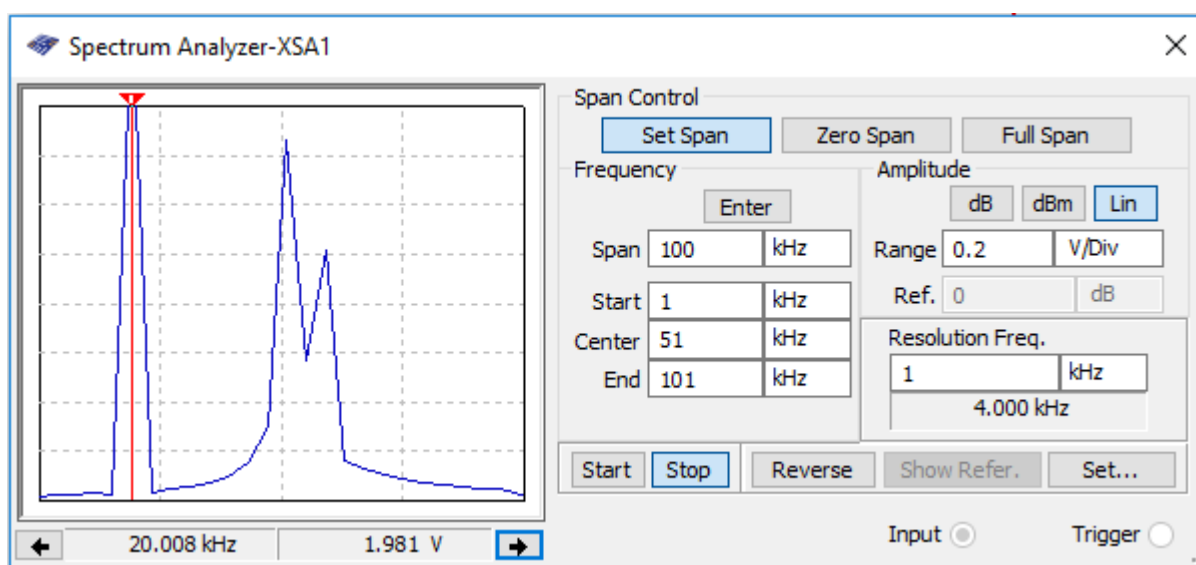 Spectrum Analyzer-XSA1
Span Control
Set Span Zero Span Full Span
Frequency
Enter
Span 100 kHz
Start 1 kHz
Center 51 kHz
End 101 kHz
Amplitude
dB dBm Lin
Range 0.2 V/Div
Ref. 0 dB
Resolution Freq.
1 kHz
4.000 kHz
Start Stop Reverse Show Refer. Set...
20.008 kHz 1.981 V
Input Trigger